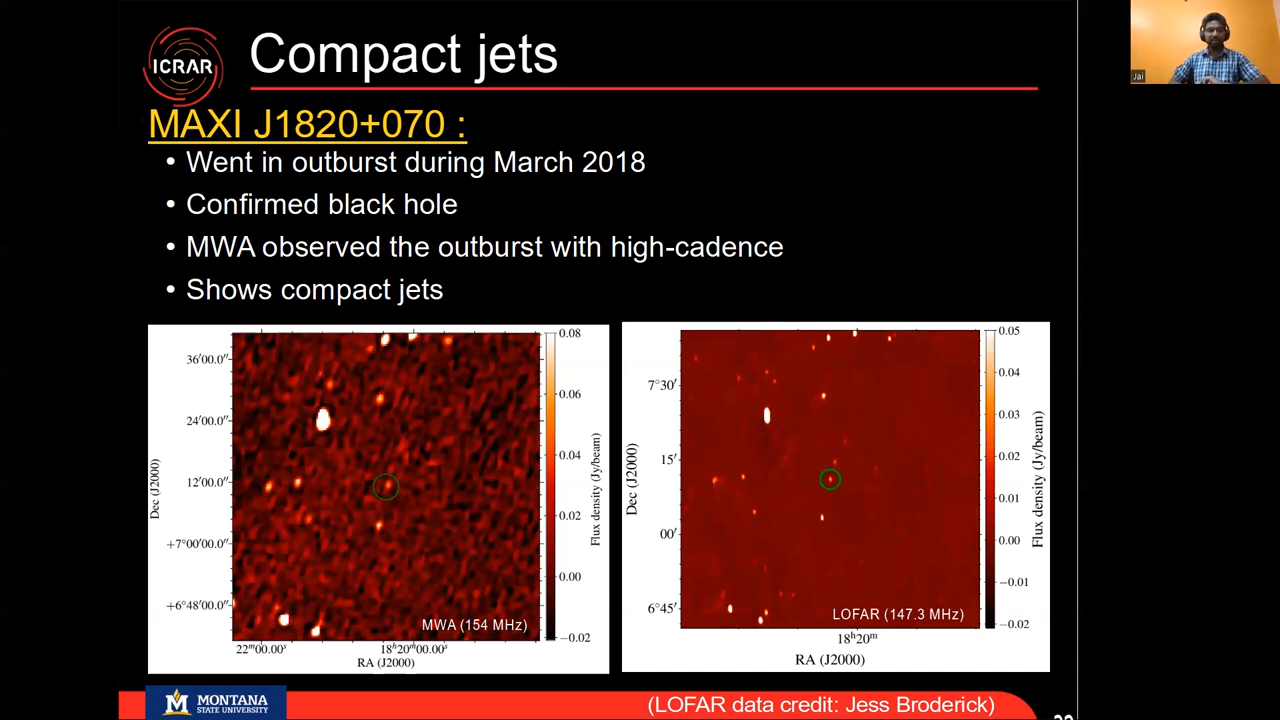 ICRAR
Compact jets
Jai
MAXI J1820+070 :
• Went in outburst during March 2018
• Confirmed black hole
• MWA observed the outburst with high-cadence
• Shows compact jets
36′00.0″
24′00.0″
12′00.0″
+7°00′00.0″
+6°48′00.0″
Dec (J2000)
22ᵐ00.00ˢ
18ʰ20ᵐ00.00ˢ
RA (J2000)
MWA (154 MHz)
0.08
0.06
0.04
0.02
0.00
−0.02
Flux density (Jy/beam)
7°30′
15′
00′
6°45′
Dec (J2000)
18ʰ20ᵐ
RA (J2000)
LOFAR (147.3 MHz)
0.05
0.04
0.03
0.02
0.01
0.00
−0.01
−0.02
Flux density (Jy/beam)
M MONTANA
STATE UNIVERSITY
(LOFAR data credit: Jess Broderick)